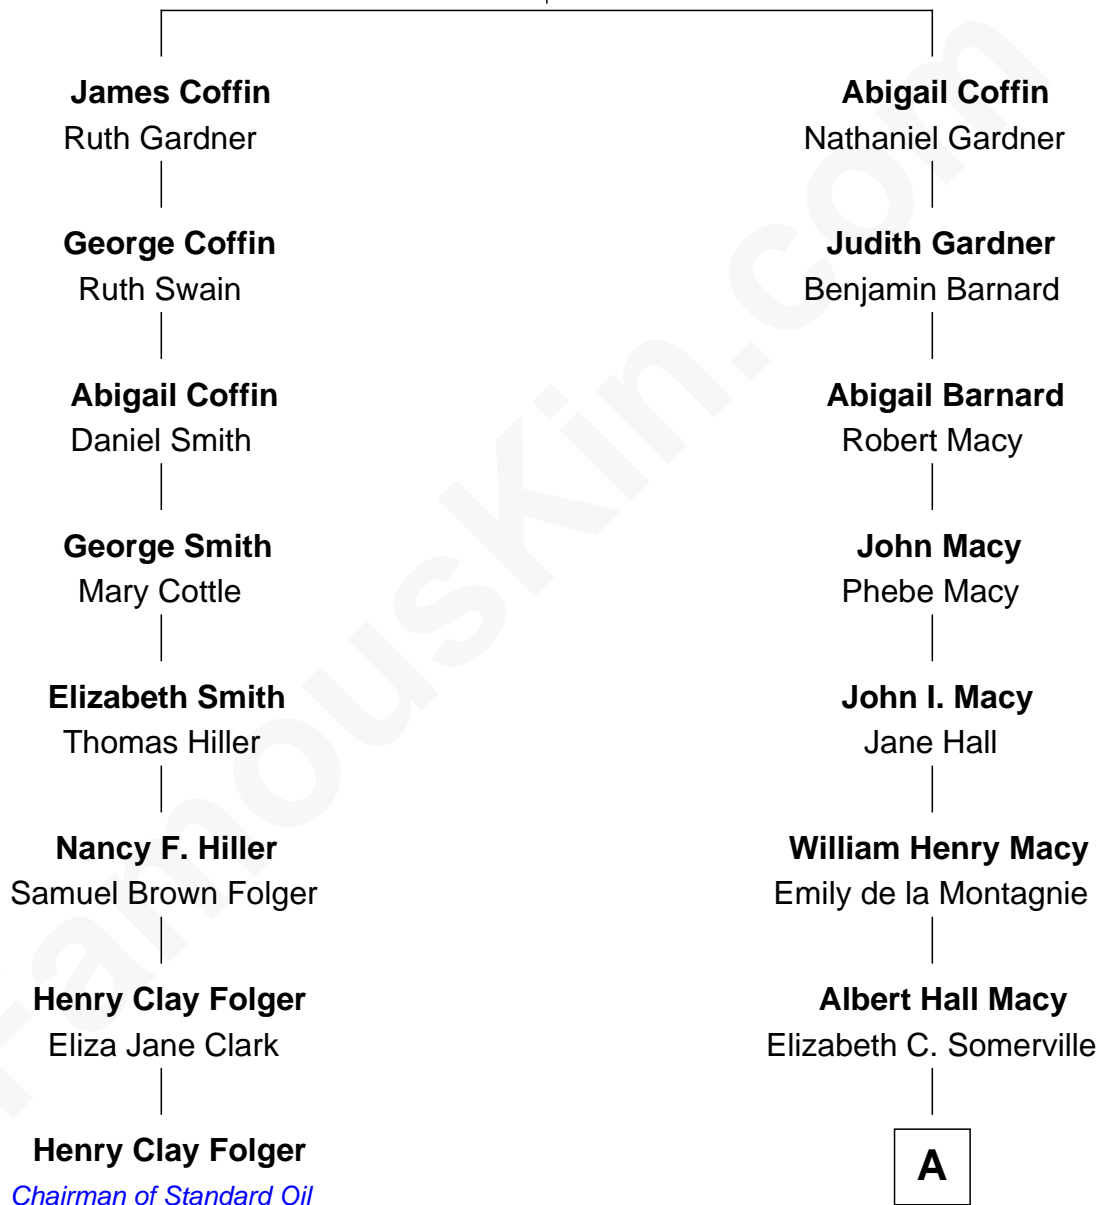 James Coffin
Ruth Gardner
George Coffin
Ruth Swain
Abigail Coffin
Daniel Smith
George Smith
Mary Cottle
Elizabeth Smith
Thomas Hiller
Nancy F. Hiller
Samuel Brown Folger
Henry Clay Folger
Eliza Jane Clark
Henry Clay Folger
Chairman of Standard Oil
Abigail Coffin
Nathaniel Gardner
Judith Gardner
Benjamin Barnard
Abigail Barnard
Robert Macy
John Macy
Phebe Macy
John I. Macy
Jane Hall
William Henry Macy
Emily de la Montagnie
Albert Hall Macy
Elizabeth C. Somerville
A
FamousKin.com